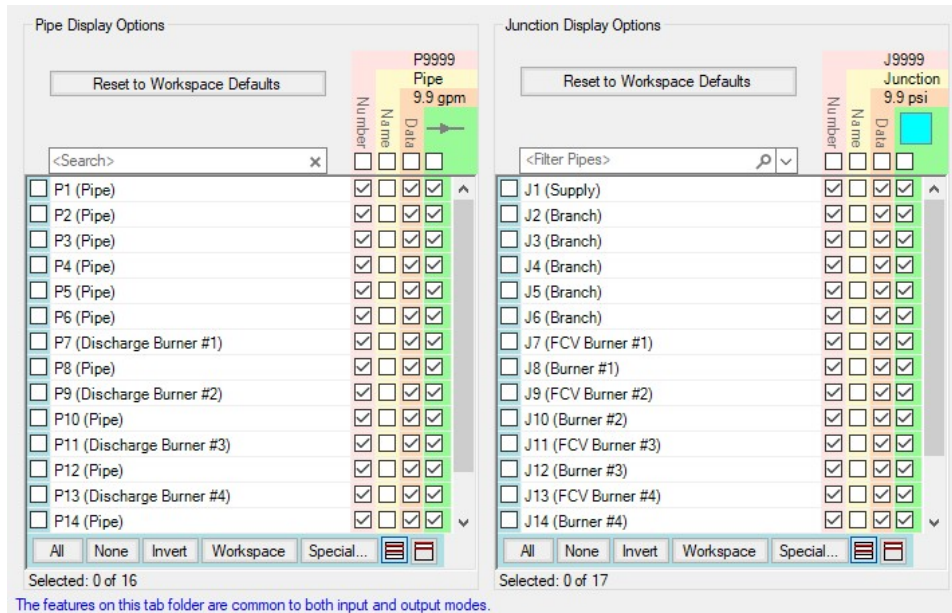 Pipe Display Options
Reset to Workspace Defaults
P9999
Pipe
9.9 gpm
Number
Name
Data
<Search>
P1 (Pipe)
P2 (Pipe)
P3 (Pipe)
P4 (Pipe)
P5 (Pipe)
P6 (Pipe)
P7 (Discharge Burner #1)
P8 (Pipe)
P9 (Discharge Burner #2)
P10 (Pipe)
P11 (Discharge Burner #3)
P12 (Pipe)
P13 (Discharge Burner #4)
P14 (Pipe)
All None Invert Workspace Special...
Selected: 0 of 16
Junction Display Options
Reset to Workspace Defaults
J9999
Junction
9.9 psi
Number
Name
Data
<Filter Pipes>
J1 (Supply)
J2 (Branch)
J3 (Branch)
J4 (Branch)
J5 (Branch)
J6 (Branch)
J7 (FCV Burner #1)
J8 (Burner #1)
J9 (FCV Burner #2)
J10 (Burner #2)
J11 (FCV Burner #3)
J12 (Burner #3)
J13 (FCV Burner #4)
J14 (Burner #4)
All None Invert Workspace Special...
Selected: 0 of 17
The features on this tab folder are common to both input and output modes.